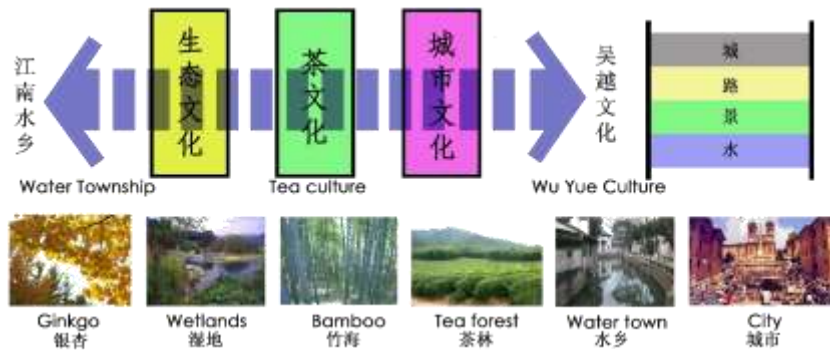 江南水乡
生态文化
茶文化
城市文化
吴越文化
城
路
景
水
Water Township
Tea culture
Wu Yue Culture
Ginkgo
银杏
Wetlands
湿地
Bamboo
竹海
Tea forest
茶林
Water town
水乡
City
城市